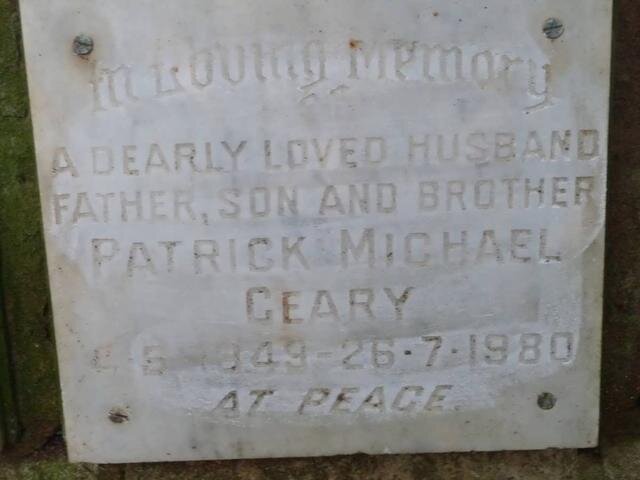 In Loving Memory
A DEARLY LOVED HUSBAND
FATHER, SON AND BROTHER
PATRICK MICHAEL
GEARY
1949-26·7·1980
AT PEACE.